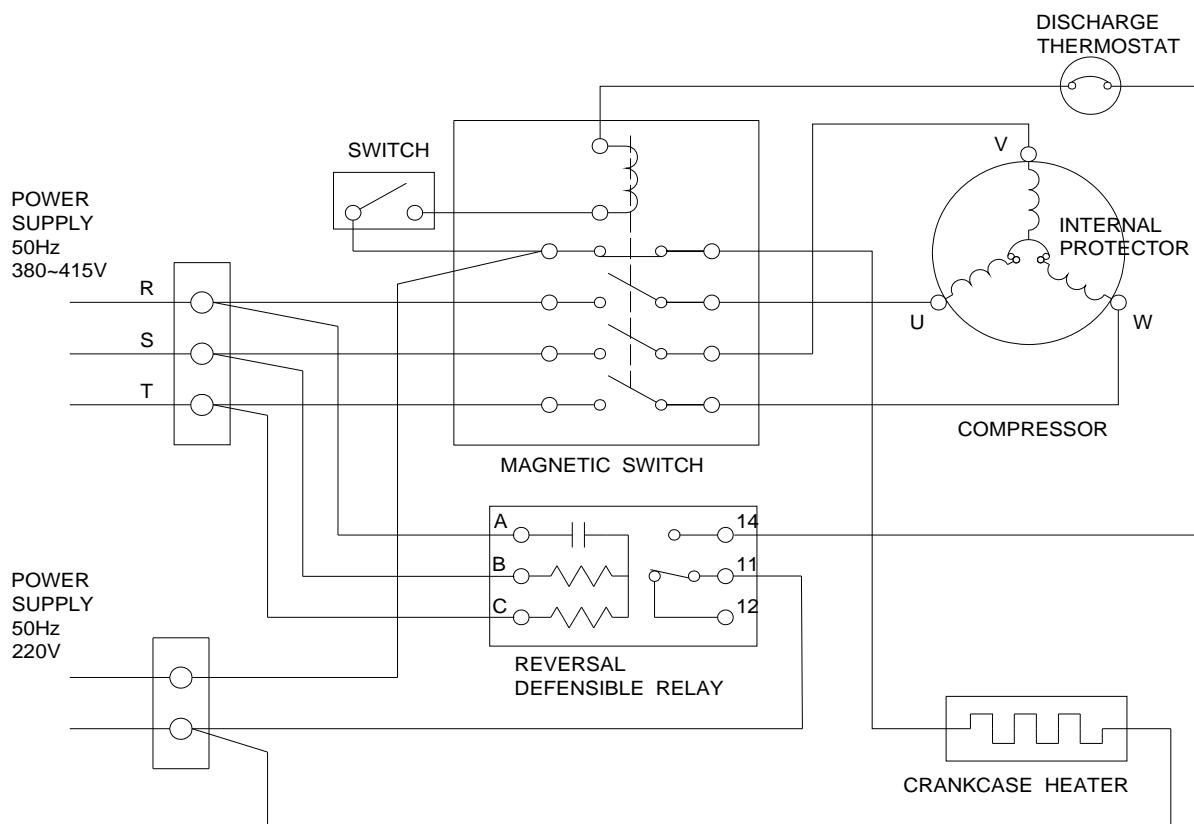 DISCHARGE
THERMOSTAT
SWITCH
V
POWER
SUPPLY
50Hz
380~415V
INTERNAL
PROTECTOR
R
S
T
U
W
COMPRESSOR
MAGNETIC SWITCH
A
B
C
14
11
12
POWER
SUPPLY
50Hz
220V
REVERSAL
DEFENSIBLE RELAY
CRANKCASE HEATER